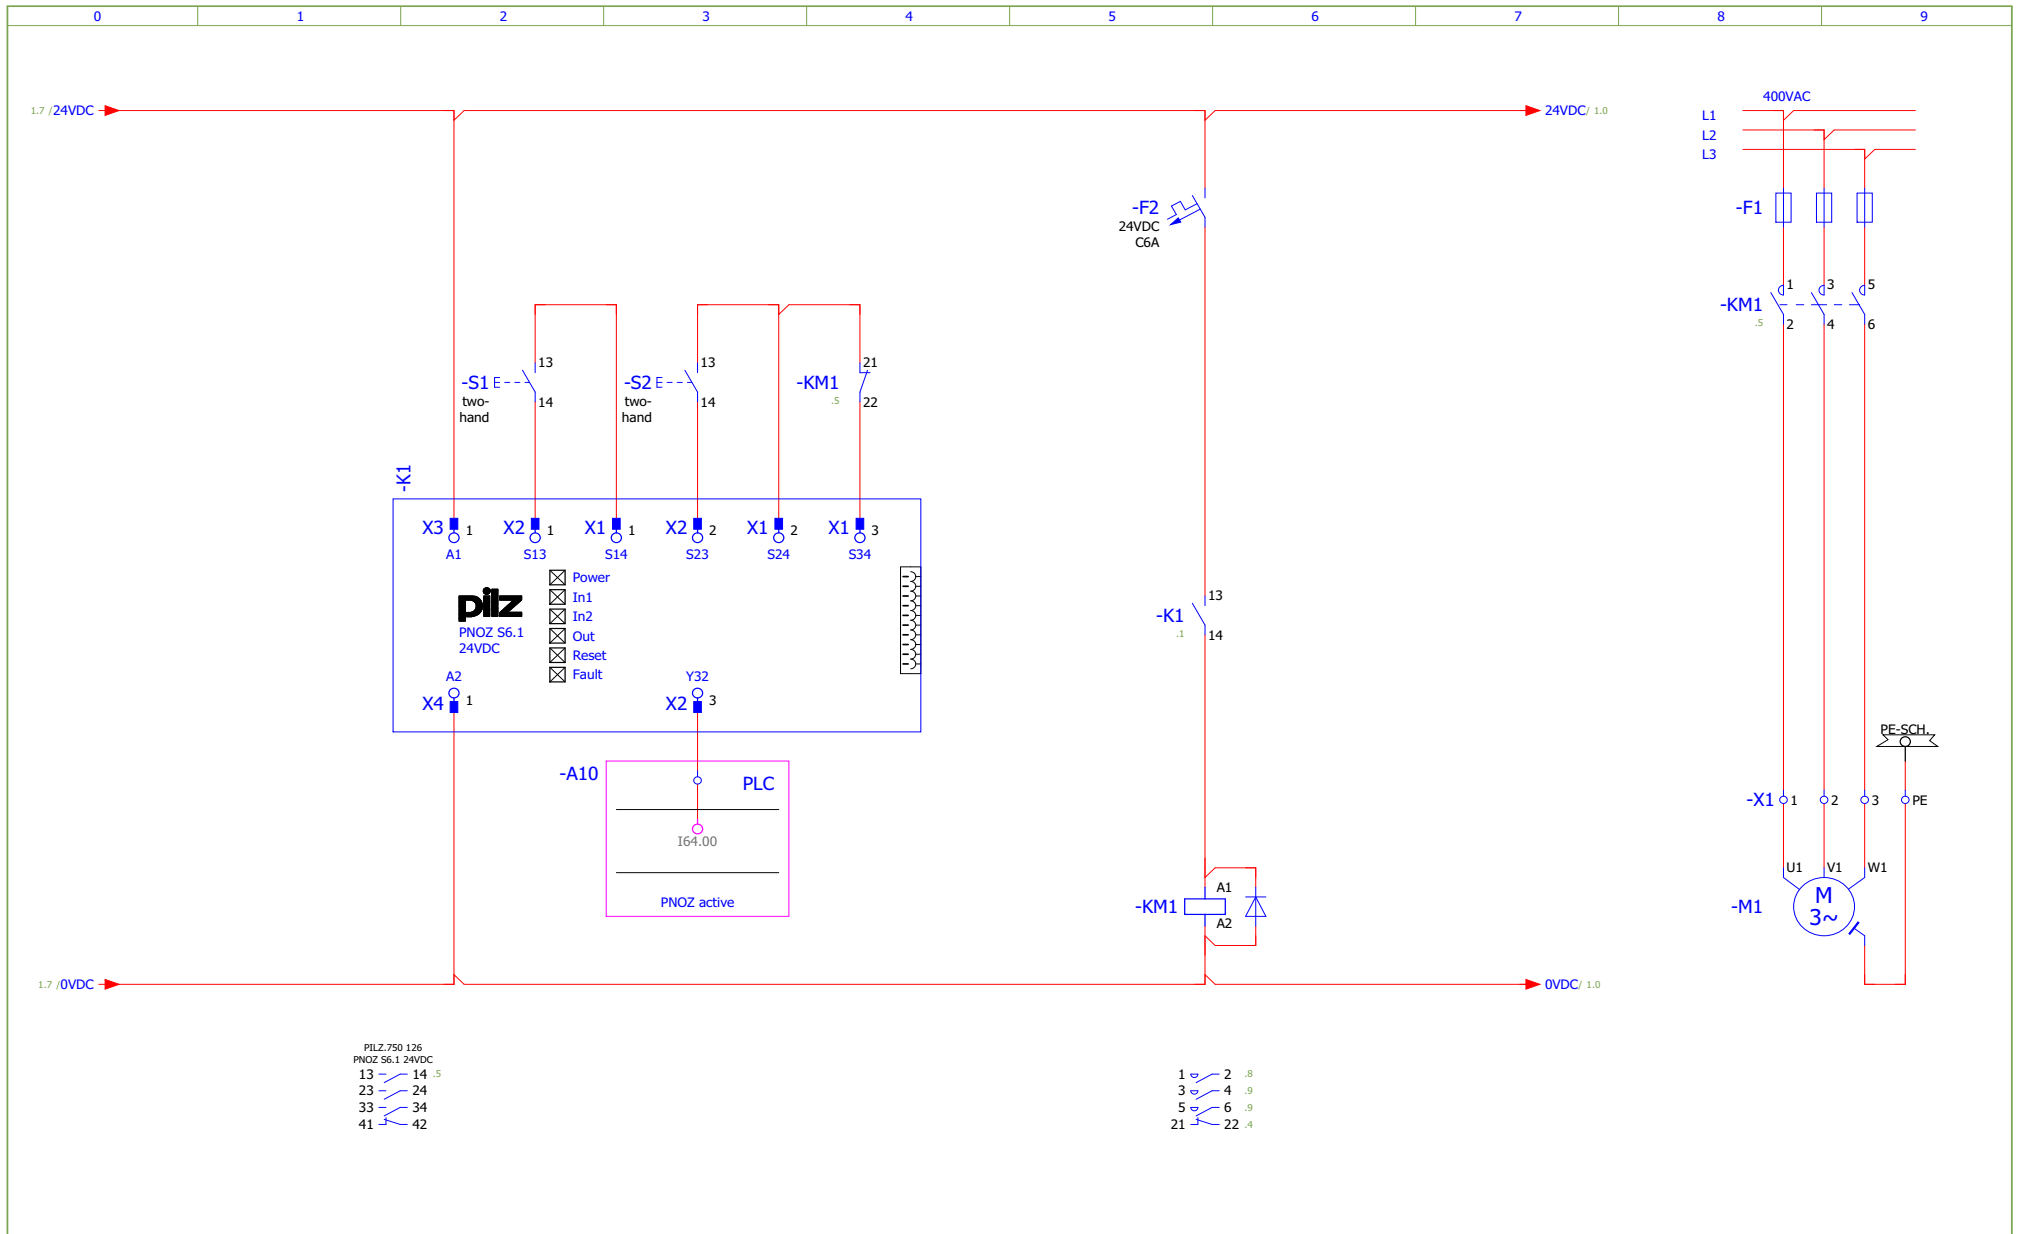 0 1 2 3 4 5 6 7 8 9
1.7 /24VDC
24VDC/ 1.0
400VAC
L1
L2
L3
-F2
24VDC
C6A
-F1
-KM1
.5
1 3 5
2 4 6
-S1
two-
hand
13
14
-S2
two-
hand
13
14
-KM1
.5
21
22
-K1
X3 1 X2 1 X1 1 X2 2 X1 2 X1 3
A1 S13 S14 S23 S24 S34
pilz
PNOZ S6.1
24VDC
Power
In1
In2
Out
Reset
Fault
A2 Y32
X4 1 X2 3
-K1
.1
13
14
PE-SCH.
-A10
PLC
I64.00
PNOZ active
-X1 1 2 3 PE
U1 V1 W1
-M1
M
3~
-KM1
A1
A2
1.7 /0VDC
0VDC/ 1.0
PILZ.750 126
PNOZ S6.1 24VDC
13 14 .5
23 24
33 34
41 42
1 2 .8
3 4 .9
5 6 .9
21 22 .4